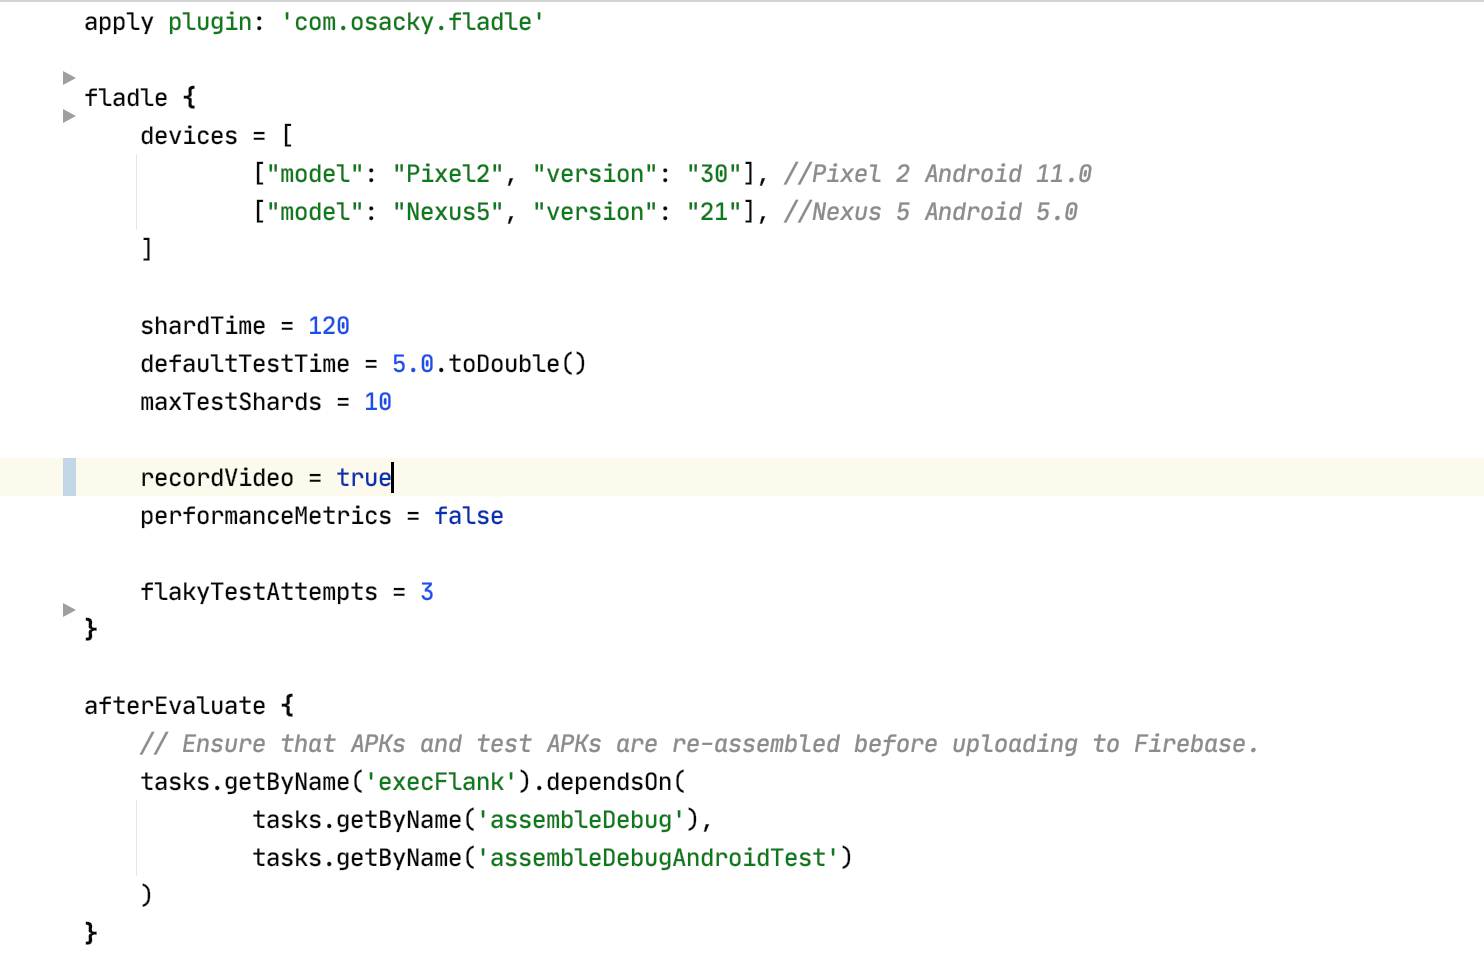 apply plugin: 'com.osacky.fladle'
fladle {
devices = [
["model": "Pixel2", "version": "30"], //Pixel 2 Android 11.0
["model": "Nexus5", "version": "21"], //Nexus 5 Android 5.0
]
shardTime = 120
defaultTestTime = 5.0.toDouble()
maxTestShards = 10
recordVideo = true
performanceMetrics = false
flakyTestAttempts = 3
}
afterEvaluate {
// Ensure that APKs and test APKs are re-assembled before uploading to Firebase.
tasks.getByName('execFlank').dependsOn(
tasks.getByName('assembleDebug'),
tasks.getByName('assembleDebugAndroidTest')
)
}